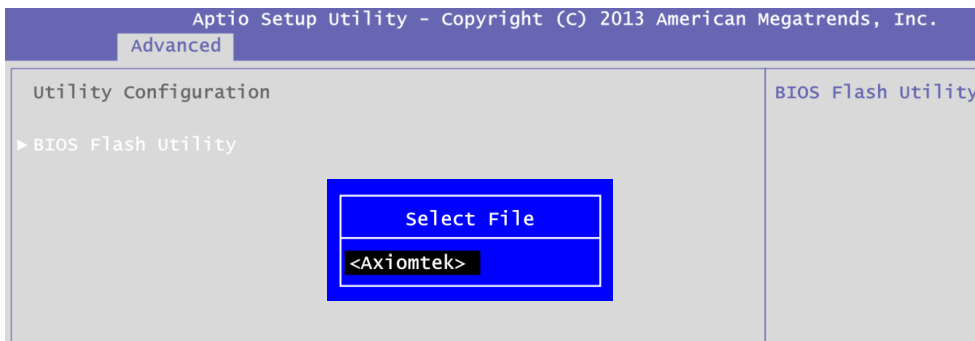 Aptio Setup Utility - Copyright (C) 2013 American Megatrends, Inc.
Advanced
Utility Configuration
BIOS Flash Utility
►BIOS Flash Utility
Select File
<Axiomtek>